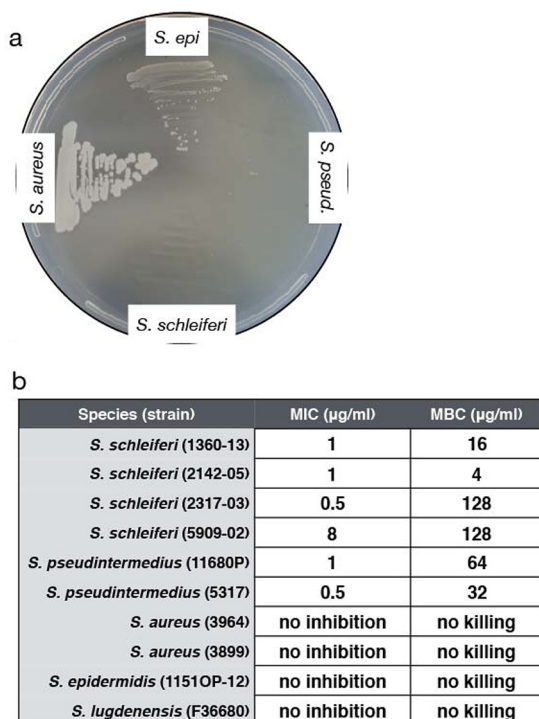 a
S. epi
S. aureus
S. pseud.
S. schleiferi
b
Species (strain) MIC (µg/ml) MBC (µg/ml)
S. schleiferi (1360-13) 1 16
S. schleiferi (2142-05) 1 4
S. schleiferi (2317-03) 0.5 128
S. schleiferi (5909-02) 8 128
S. pseudintermedius (11680P) 1 64
S. pseudintermedius (5317) 0.5 32
S. aureus (3964) no inhibition no killing
S. aureus (3899) no inhibition no killing
S. epidermidis (1151OP-12) no inhibition no killing
S. lugdenensis (F36680) no inhibition no killing